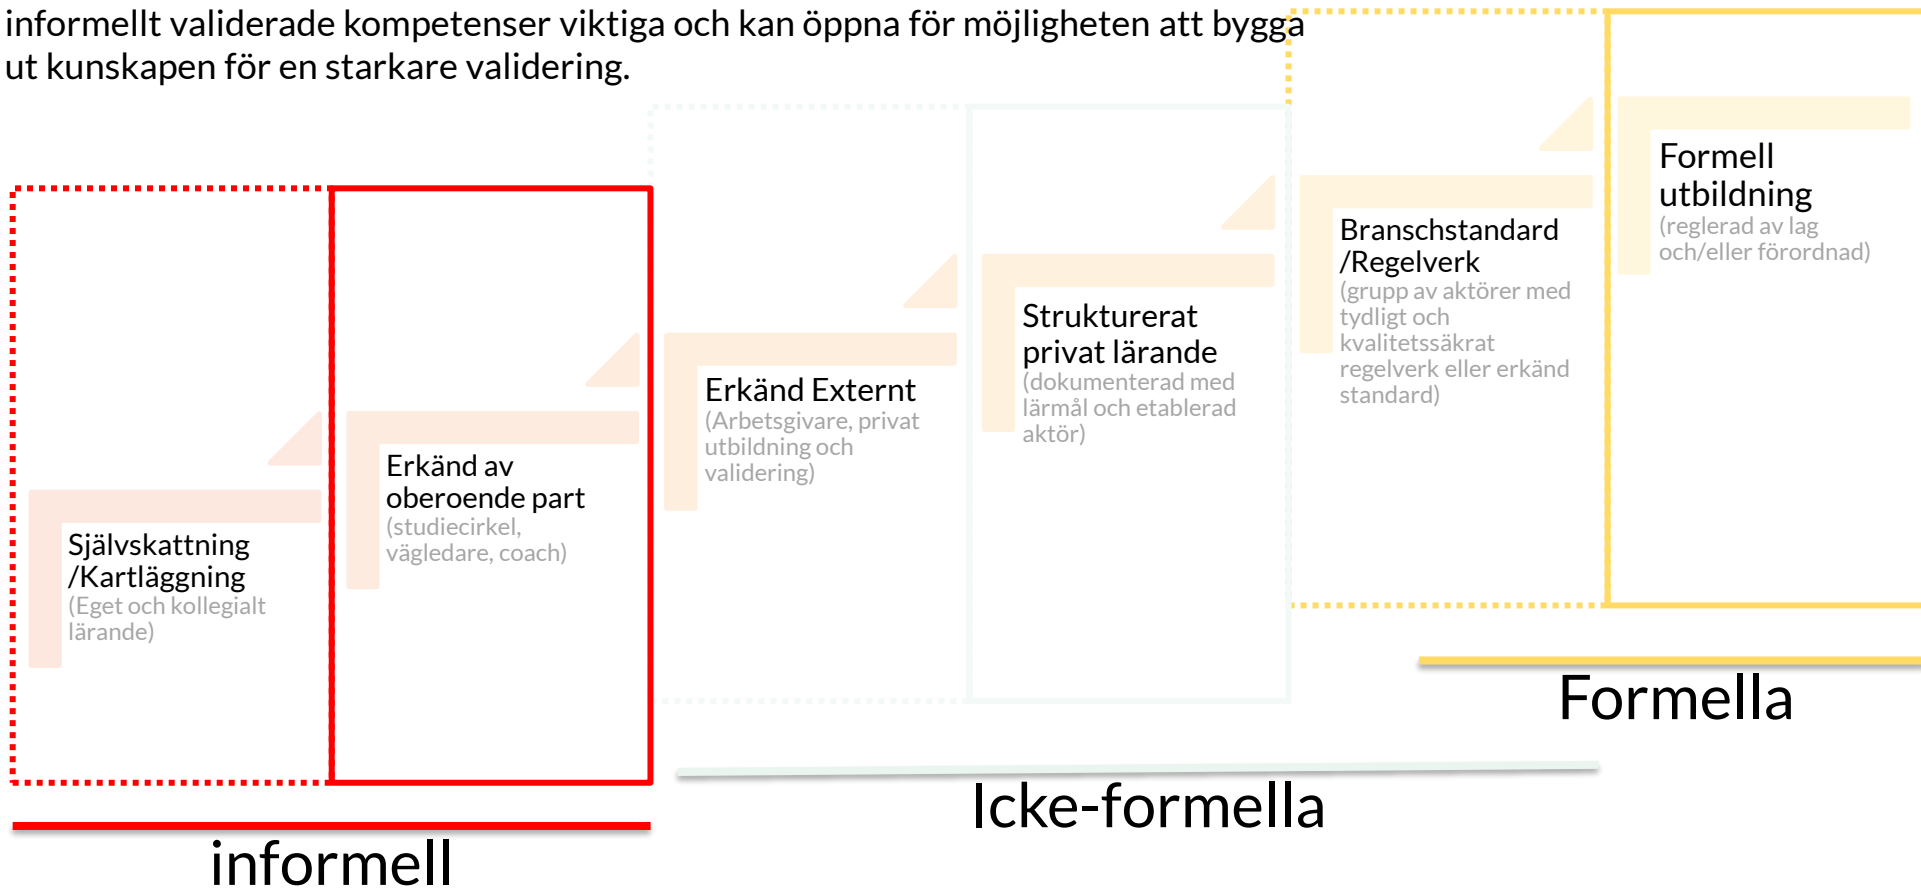 informellt validerade kompetenser viktiga och kan öppna för möjligheten att bygga
ut kunskapen för en starkare validering.
Självskattning
/Kartläggning
(Eget och kollegialt
lärande)
Erkänd av
oberoende part
(studiecirkel,
vägledare, coach)
Erkänd Externt
(Arbetsgivare, privat
utbildning och
validering)
Strukturerat
privat lärande
(dokumenterad med
lärmål och etablerad
aktör)
Branschstandard
/Regelverk
(grupp av aktörer med
tydligt och
kvalitetssäkrat
regelverk eller erkänd
standard)
Formell
utbildning
(reglerad av lag
och/eller förordnad)
informell
Icke-formella
Formella